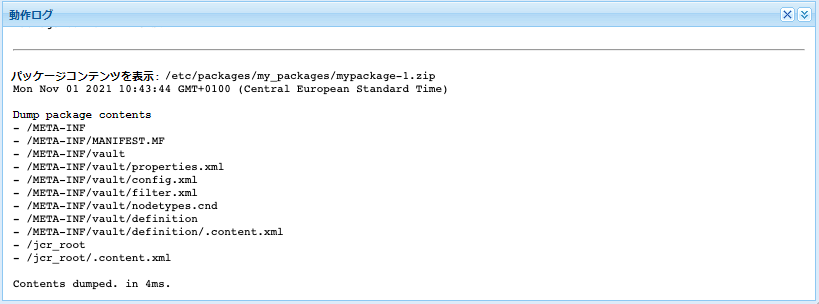 動作ログ
パッケージコンテンツを表示: /etc/packages/my_packages/mypackage-1.zip
Mon Nov 01 2021 10:43:44 GMT+0100 (Central European Standard Time)
Dump package contents
- /META-INF
- /META-INF/MANIFEST.MF
- /META-INF/vault
- /META-INF/vault/properties.xml
- /META-INF/vault/config.xml
- /META-INF/vault/filter.xml
- /META-INF/vault/nodetypes.cnd
- /META-INF/vault/definition
- /META-INF/vault/definition/.content.xml
- /jcr_root
- /jcr_root/.content.xml
Contents dumped. in 4ms.